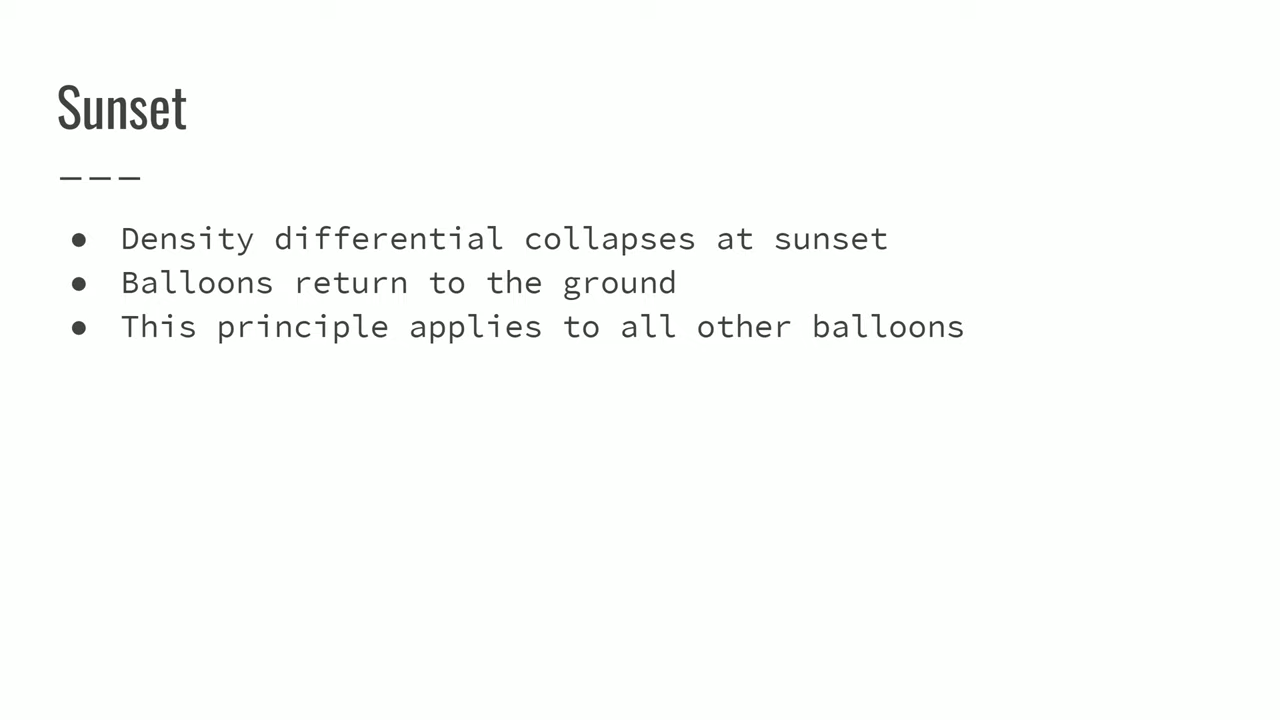 Sunset
● Density differential collapses at sunset
● Balloons return to the ground
● This principle applies to all other balloons